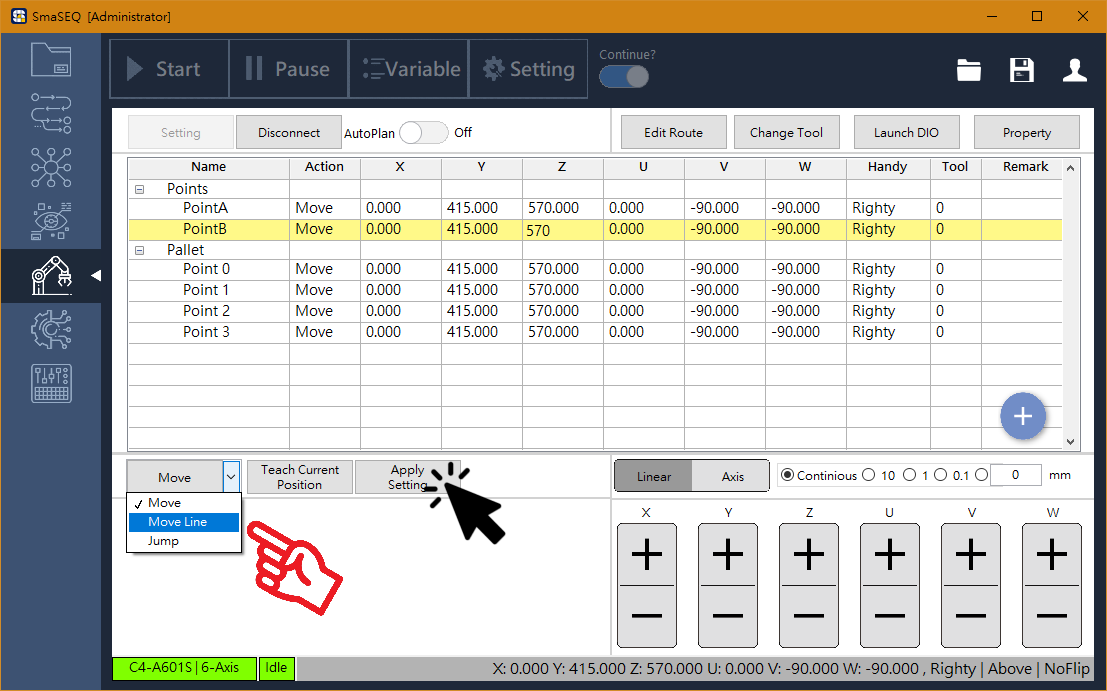 SmaSEQ [Administrator]
Start Pause Variable Setting Continue?
Setting Disconnect AutoPlan Off Edit Route Change Tool Launch DIO Property
Name Action X Y Z U V W Handy Tool Remark
Points
PointA Move 0.000 415.000 570.000 0.000 -90.000 -90.000 Righty 0
PointB Move 0.000 415.000 570 0.000 -90.000 -90.000 Righty 0
Pallet
Point 0 Move 0.000 415.000 570.000 0.000 -90.000 -90.000 Righty 0
Point 1 Move 0.000 415.000 570.000 0.000 -90.000 -90.000 Righty 0
Point 2 Move 0.000 415.000 570.000 0.000 -90.000 -90.000 Righty 0
Point 3 Move 0.000 415.000 570.000 0.000 -90.000 -90.000 Righty 0
Move
Teach Current
Position
Apply
Setting
Linear Axis Continious 10 1 0.1 0 mm
Move
Move Line
Jump
X Y Z U V W
C4-A601S | 6-Axis Idle X: 0.000 Y: 415.000 Z: 570.000 U: 0.000 V: -90.000 W: -90.000 , Righty | Above | NoFlip